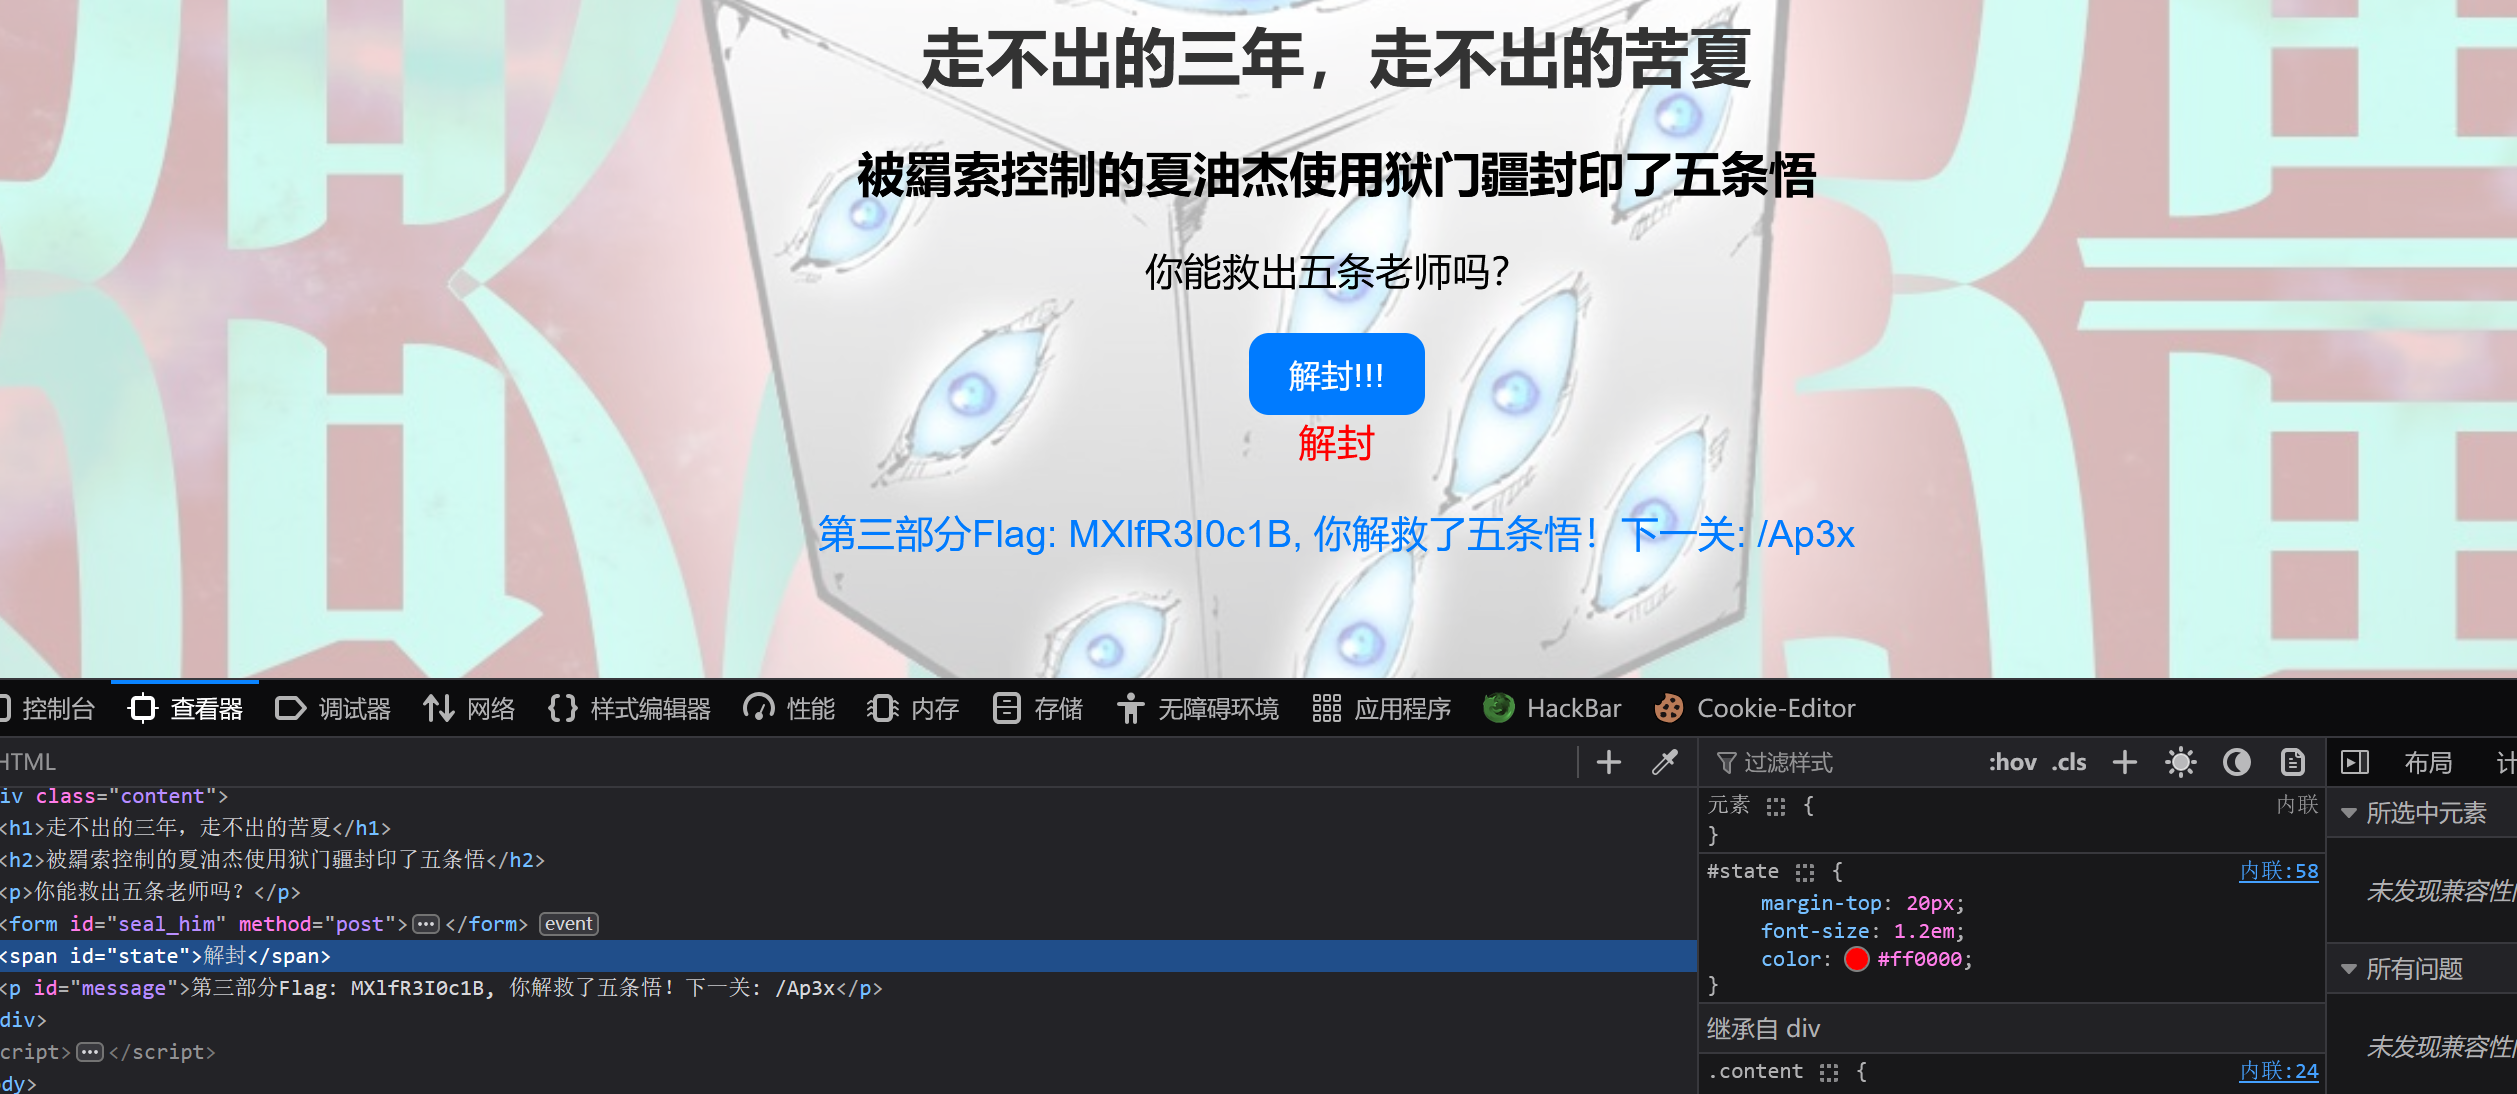 走不出的三年，走不出的苦夏
被羂索控制的夏油杰使用狱门疆封印了五条悟
你能救出五条老师吗？
解封!!!
解封
第三部分Flag: MXlfR3I0c1B, 你解救了五条悟！下一关: /Ap3x
控制台 查看器 调试器 网络 样式编辑器 性能 内存 存储 无障碍环境 应用程序 HackBar Cookie-Editor
HTML
过滤样式 :hov .cls
布局 计
iv class="content">
<h1>走不出的三年，走不出的苦夏</h1>
<h2>被羂索控制的夏油杰使用狱门疆封印了五条悟</h2>
<p>你能救出五条老师吗？</p>
<form id="seal_him" method="post">…</form> event
<span id="state">解封</span>
<p id="message">第三部分Flag: MXlfR3I0c1B, 你解救了五条悟！下一关: /Ap3x</p>
div>
cript>…</script>
dy>
元素 { 内联
}
#state { 内联:58
margin-top: 20px;
font-size: 1.2em;
color: #ff0000;
}
继承自 div
.content { 内联:24
所选中元素
未发现兼容性
所有问题
未发现兼容性